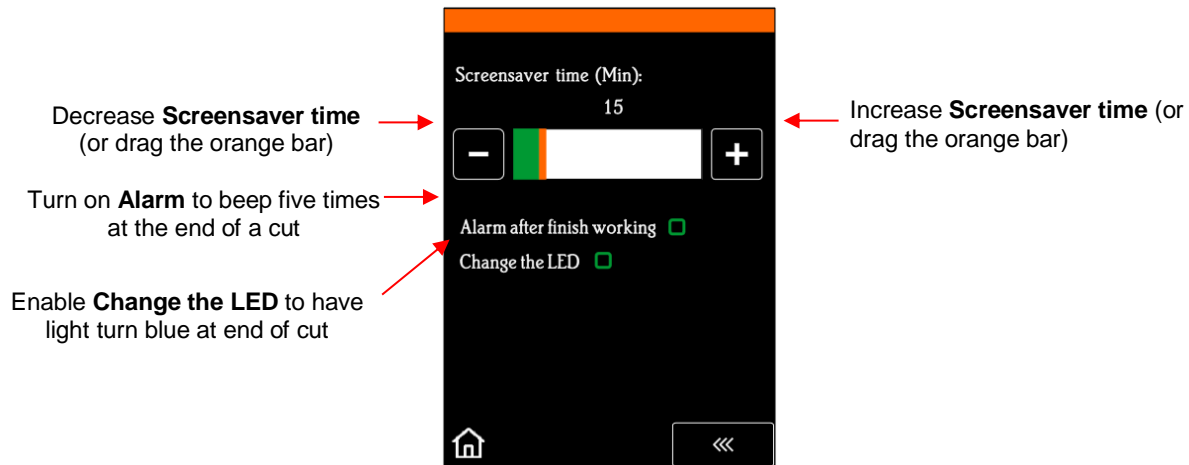 Screensaver time (Min):
15
Decrease Screensaver time
(or drag the orange bar)
Increase Screensaver time (or
drag the orange bar)
Turn on Alarm to beep five times
at the end of a cut
Alarm after finish working
Change the LED
Enable Change the LED to have
light turn blue at end of cut